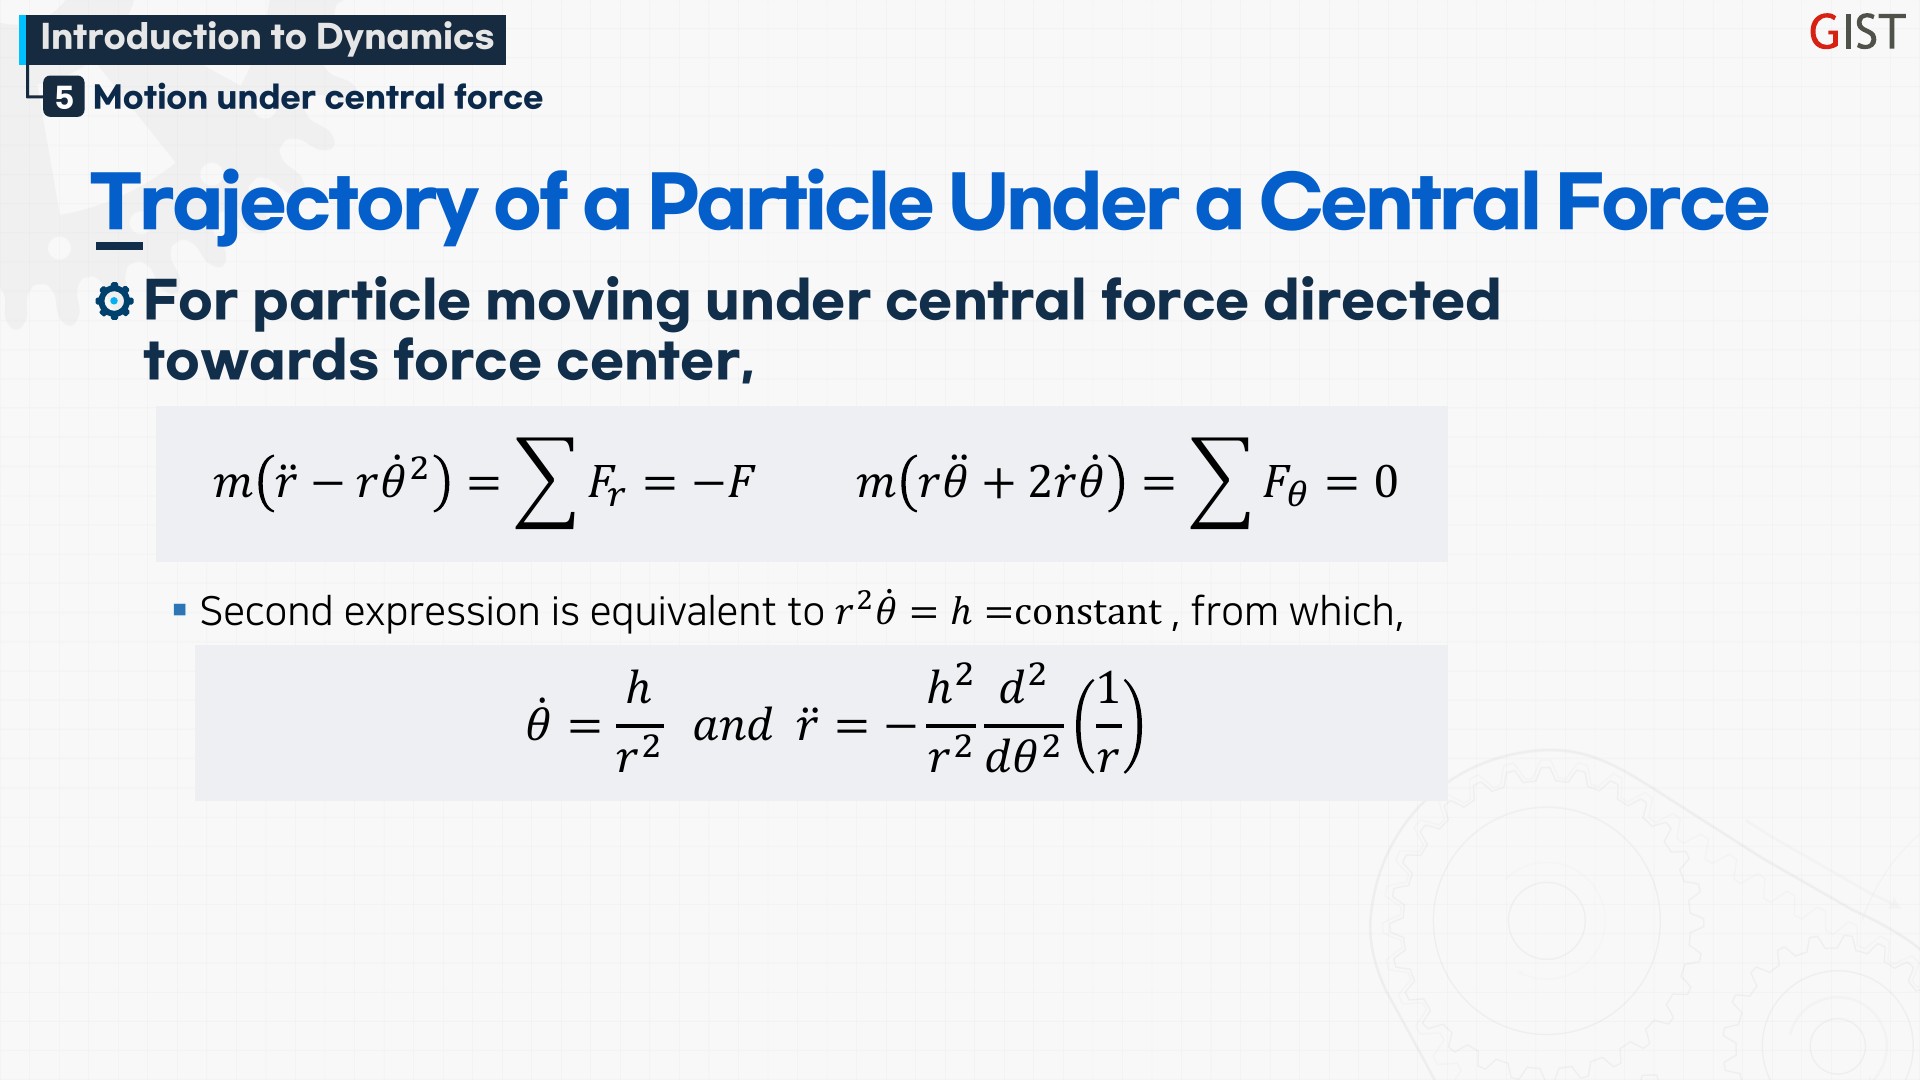 Introduction to Dynamics
GIST
5 Motion under central force
Trajectory of a Particle Under a Central Force
For particle moving under central force directed
towards force center,
m(r̈ − rθ̇²) = ∑ Fᵣ = −F m(rθ̈ + 2ṙθ̇) = ∑ F_θ = 0
▪ Second expression is equivalent to r²θ̇ = h =constant , from which,
θ̇ = h/r² and r̈ = − h²/r² d²/dθ² (1/r)